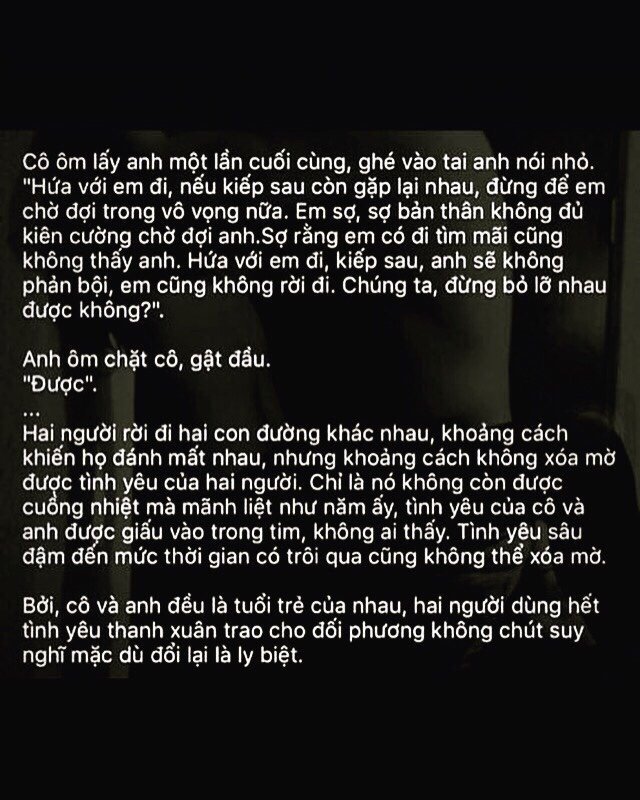 Cô ôm lấy anh một lần cuối cùng, ghé vào tai anh nói nhỏ.
"Hứa với em đi, nếu kiếp sau còn gặp lại nhau, đừng để em
chờ đợi trong vô vọng nữa. Em sợ, sợ bản thân không đủ
kiên cường chờ đợi anh.Sợ rằng em có đi tìm mãi cũng
không thấy anh. Hứa với em đi, kiếp sau, anh sẽ không
phản bội, em cũng không rời đi. Chúng ta, đừng bỏ lỡ nhau
được không?".
Anh ôm chặt cô, gật đầu.
"Được".
...
Hai người rời đi hai con đường khác nhau, khoảng cách
khiến họ đánh mất nhau, nhưng khoảng cách không xóa mờ
được tình yêu của hai người. Chỉ là nó không còn được
cuồng nhiệt mà mãnh liệt như năm ấy, tình yêu của cô và
anh được giấu vào trong tim, không ai thấy. Tình yêu sâu
đậm đến mức thời gian có trôi qua cũng không thể xóa mờ.
Bởi, cô và anh đều là tuổi trẻ của nhau, hai người dùng hết
tình yêu thanh xuân trao cho đối phương không chút suy
nghĩ mặc dù đổi lại là ly biệt.